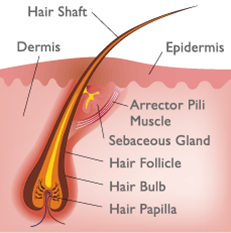 Hair Shaft
Dermis
Epidermis
Arrector Pili
Muscle
Sebaceous Gland
Hair Follicle
Hair Bulb
Hair Papilla